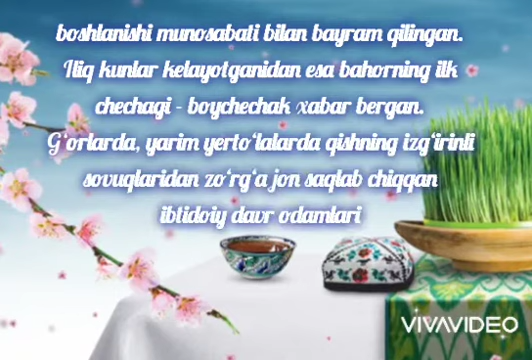 boshlanishi munosabati bilan bayram qilingan.
Iliq kunlar kelayotganidan esa bahorning ilk
chechagi - boychechak xabar bergan.
G'orlarda, yarim yerto'lalarda qishning izg'irinli
sovuqlaridan zo'rg'a jon saqlab chiqqan
ibtidoiy davr odamlari
VIVAVIDEO